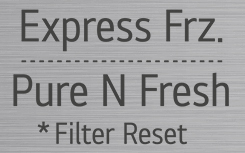 Express Frz.
Pure N Fresh
*Filter Reset